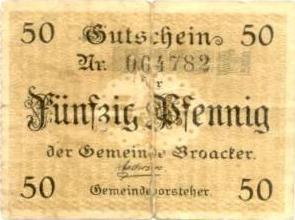 50 Gutschein 50
Nr. 064782
Fünfzig Pfennig
der Gemeinde Broacker.
50 Gemeindevorsteher. 50